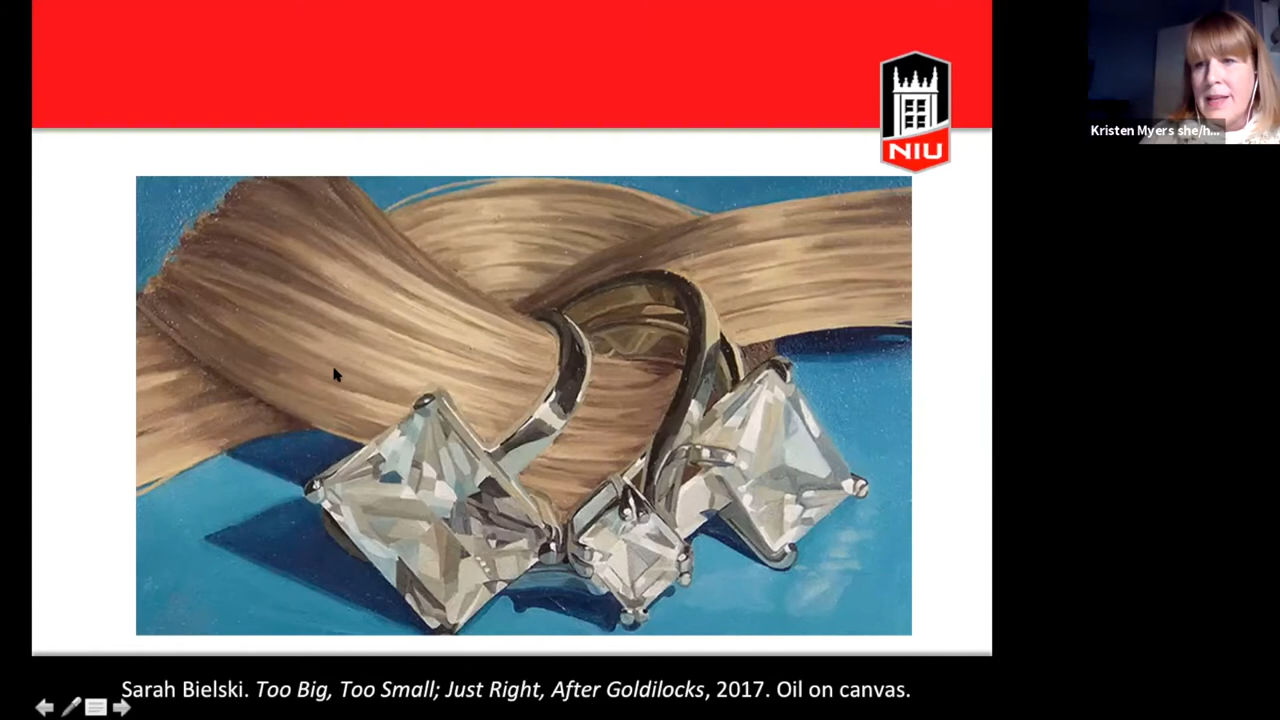 NIU
Kristen Myers she/h...
Sarah Bielski. Too Big, Too Small; Just Right, After Goldilocks, 2017. Oil on canvas.